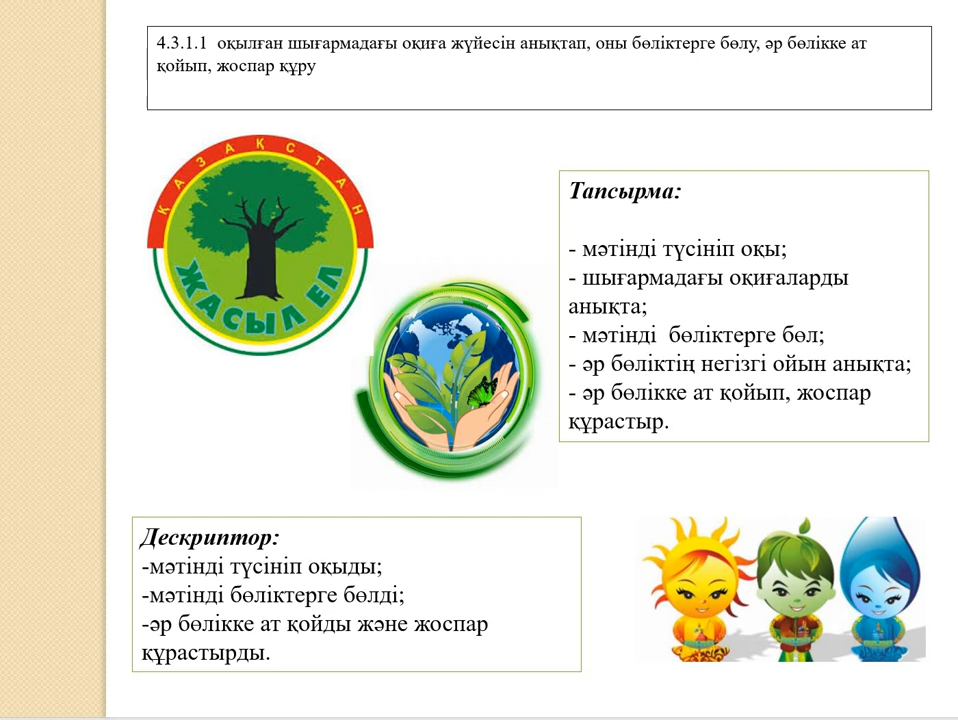 4.3.1.1 оқылған шығармадағы оқиға жүйесін анықтап, оны бөліктерге бөлу, әр бөлікке ат
қойып, жоспар құру
ҚАЗАҚСТАН
ЖАСЫЛ ЕЛ
Тапсырма:
- мәтінді түсініп оқы;
- шығармадағы оқиғаларды
анықта;
- мәтінді бөліктерге бөл;
- әр бөліктің негізгі ойын анықта;
- әр бөлікке ат қойып, жоспар
құрастыр.
Дескриптор:
-мәтінді түсініп оқыды;
-мәтінді бөліктерге бөлді;
-әр бөлікке ат қойды және жоспар
құрастырды.